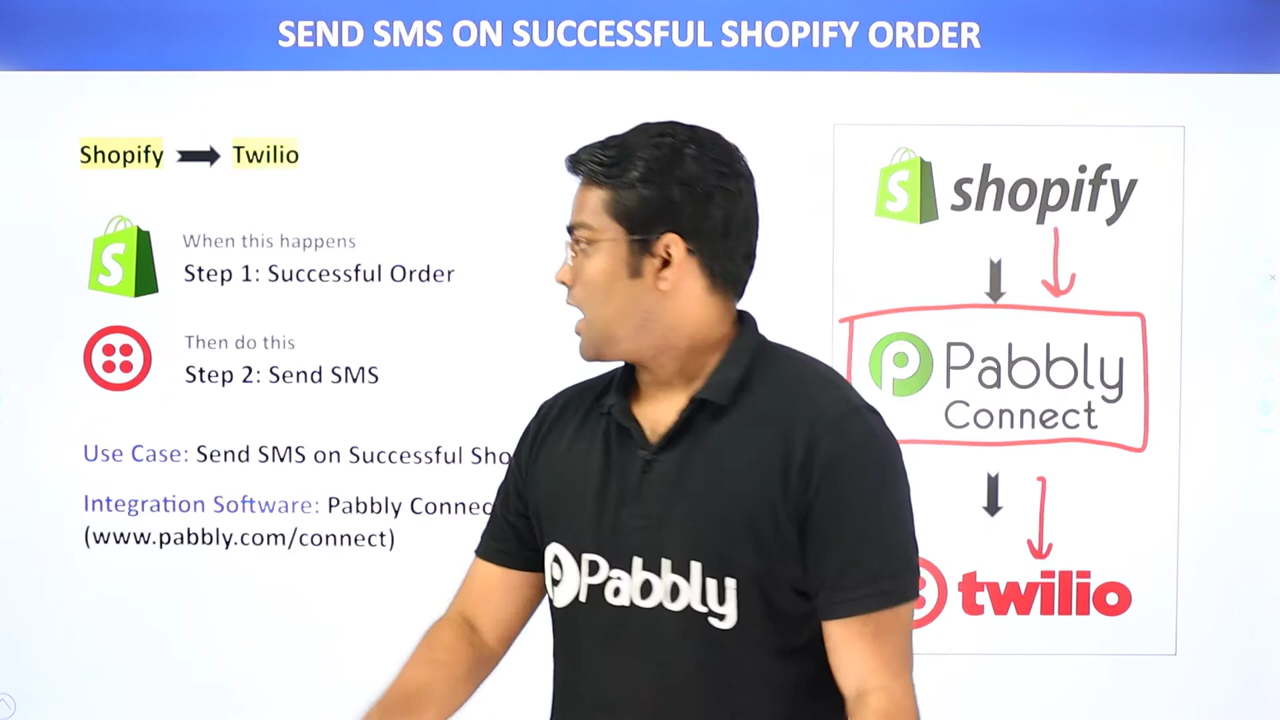 SEND SMS ON SUCCESSFUL SHOPIFY ORDER
Shopify
Twilio
When this happens
Step 1: Successful Order
Then do this
Step 2: Send SMS
Use Case: Send SMS on Successful Sho
Integration Software: Pabbly Connec
(www.pabbly.com/connect)
shopify
Pabbly
Connect
twilio
Pabbly